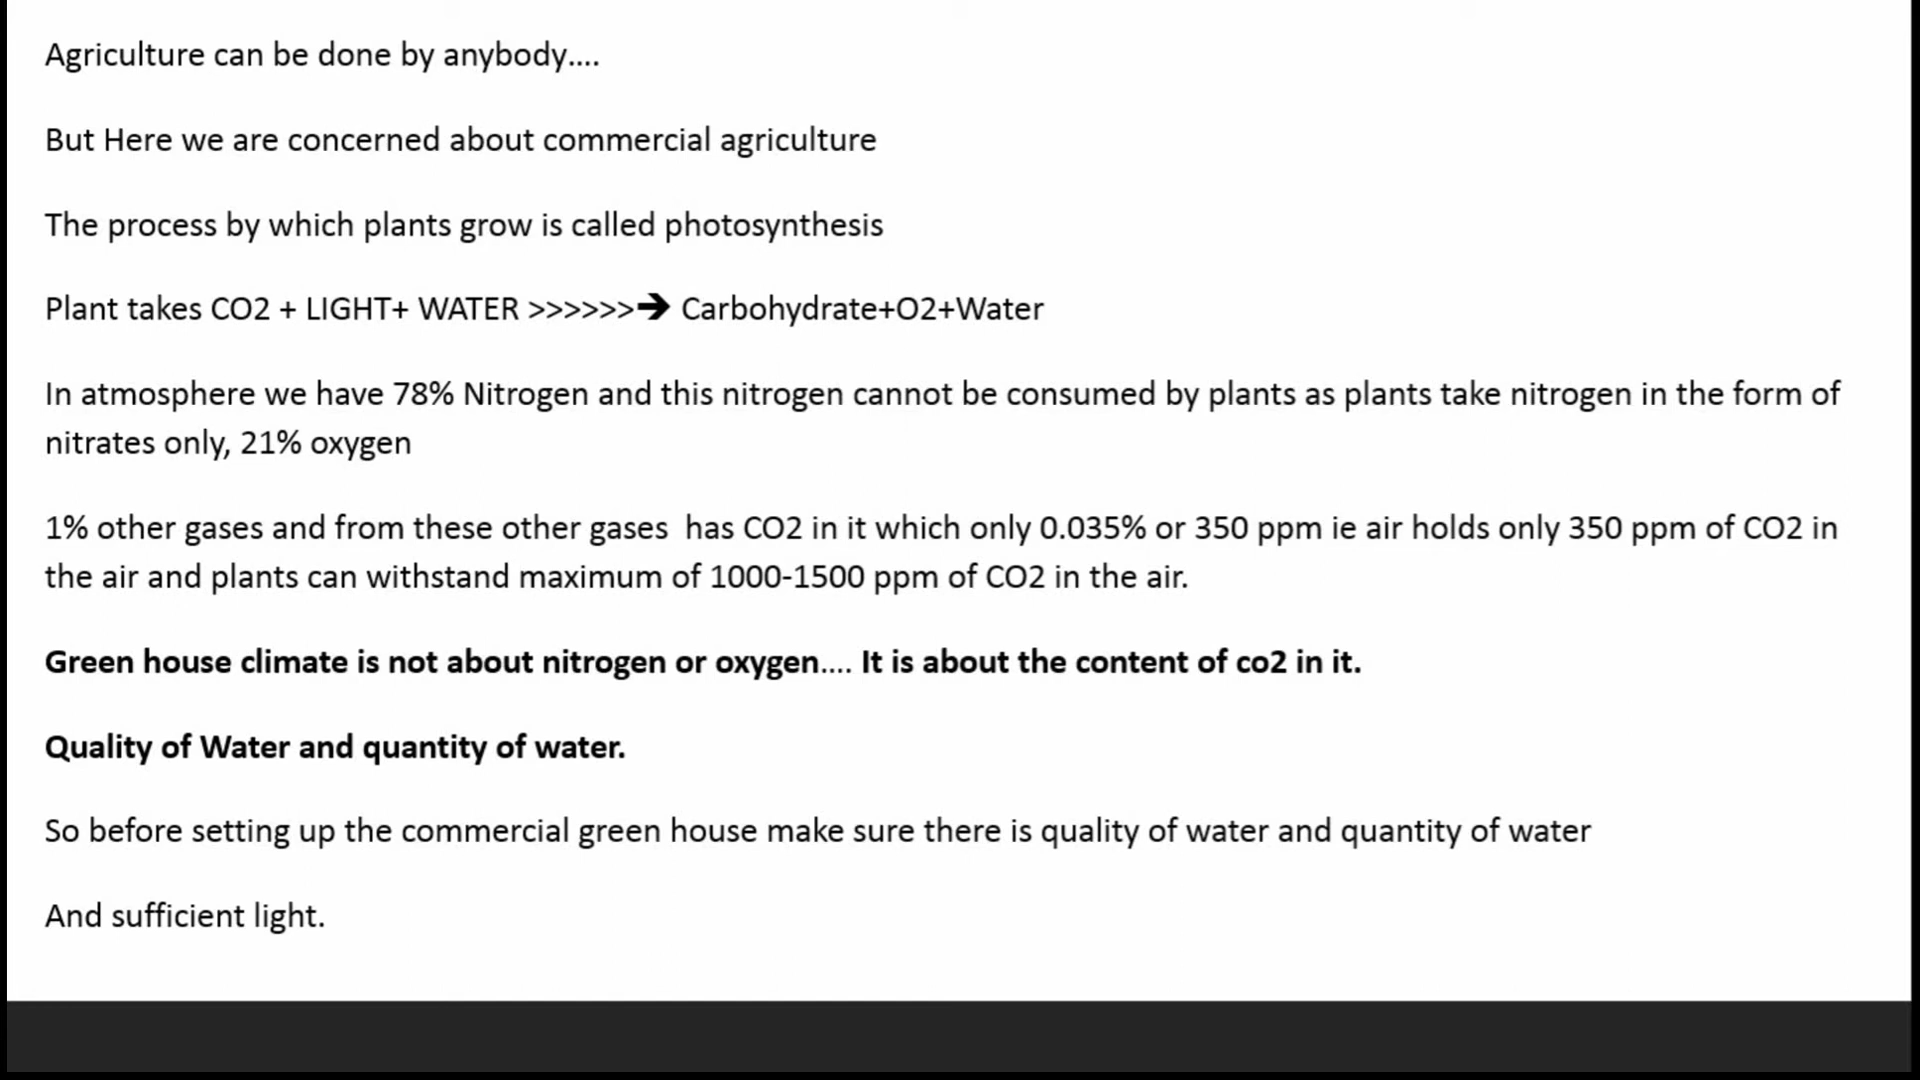 Agriculture can be done by anybody....
But Here we are concerned about commercial agriculture
The process by which plants grow is called photosynthesis
Plant takes CO2 + LIGHT+ WATER >>>>>>➔ Carbohydrate+O2+Water
In atmosphere we have 78% Nitrogen and this nitrogen cannot be consumed by plants as plants take nitrogen in the form of
nitrates only, 21% oxygen
1% other gases and from these other gases  has CO2 in it which only 0.035% or 350 ppm ie air holds only 350 ppm of CO2 in
the air and plants can withstand maximum of 1000-1500 ppm of CO2 in the air.
Green house climate is not about nitrogen or oxygen.... It is about the content of co2 in it.
Quality of Water and quantity of water.
So before setting up the commercial green house make sure there is quality of water and quantity of water
And sufficient light.